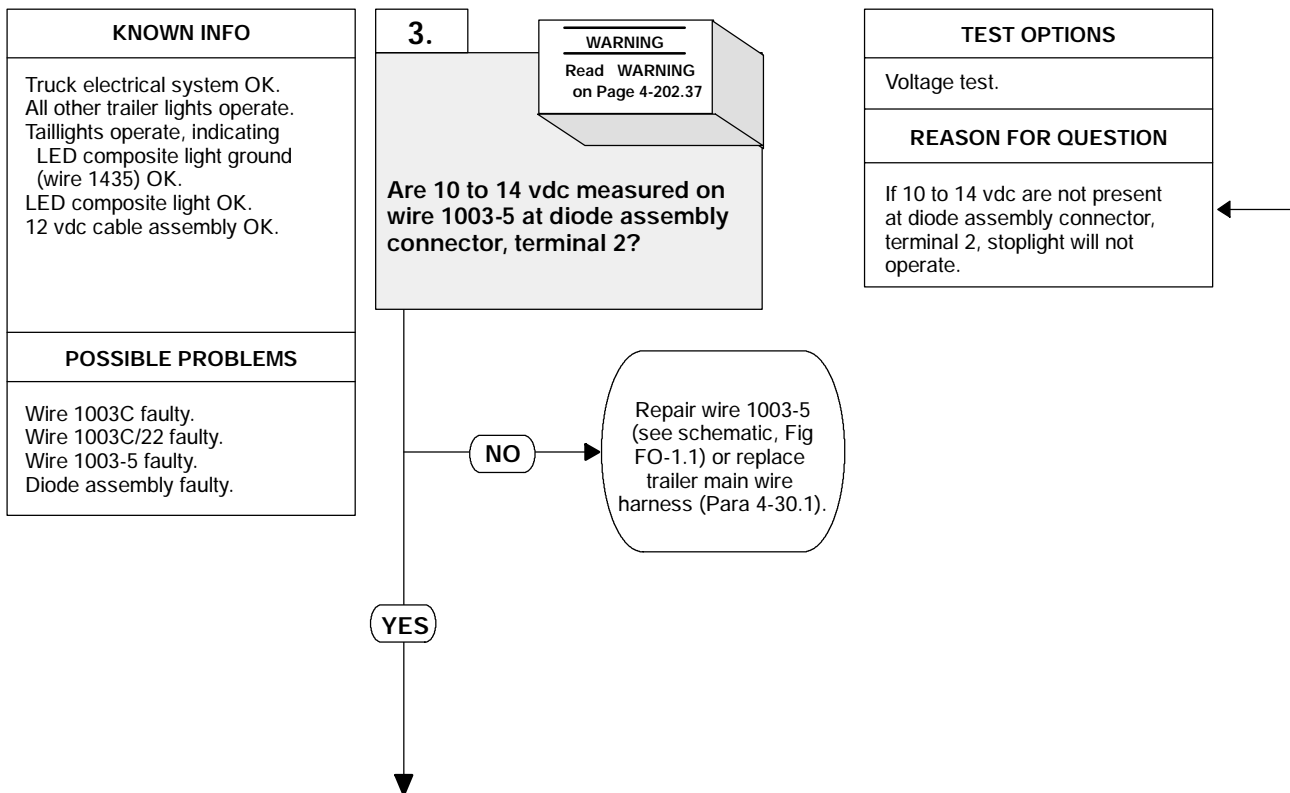 KNOWN INFO
Truck electrical system OK.
All other trailer lights operate.
Taillights operate, indicating
LED composite light ground
(wire 1435) OK.
LED composite light OK.
12 vdc cable assembly OK.
POSSIBLE PROBLEMS
Wire 1003C faulty.
Wire 1003C/22 faulty.
Wire 1003-5 faulty.
Diode assembly faulty.
3.
WARNING
Read WARNING
on Page 4-202.37
Are 10 to 14 vdc measured on
wire 1003-5 at diode assembly
connector, terminal 2?
NO
Repair wire 1003-5
(see schematic, Fig
FO-1.1) or replace
trailer main wire
harness (Para 4-30.1).
YES
TEST OPTIONS
Voltage test.
REASON FOR QUESTION
If 10 to 14 vdc are not present
at diode assembly connector,
terminal 2, stoplight will not
operate.